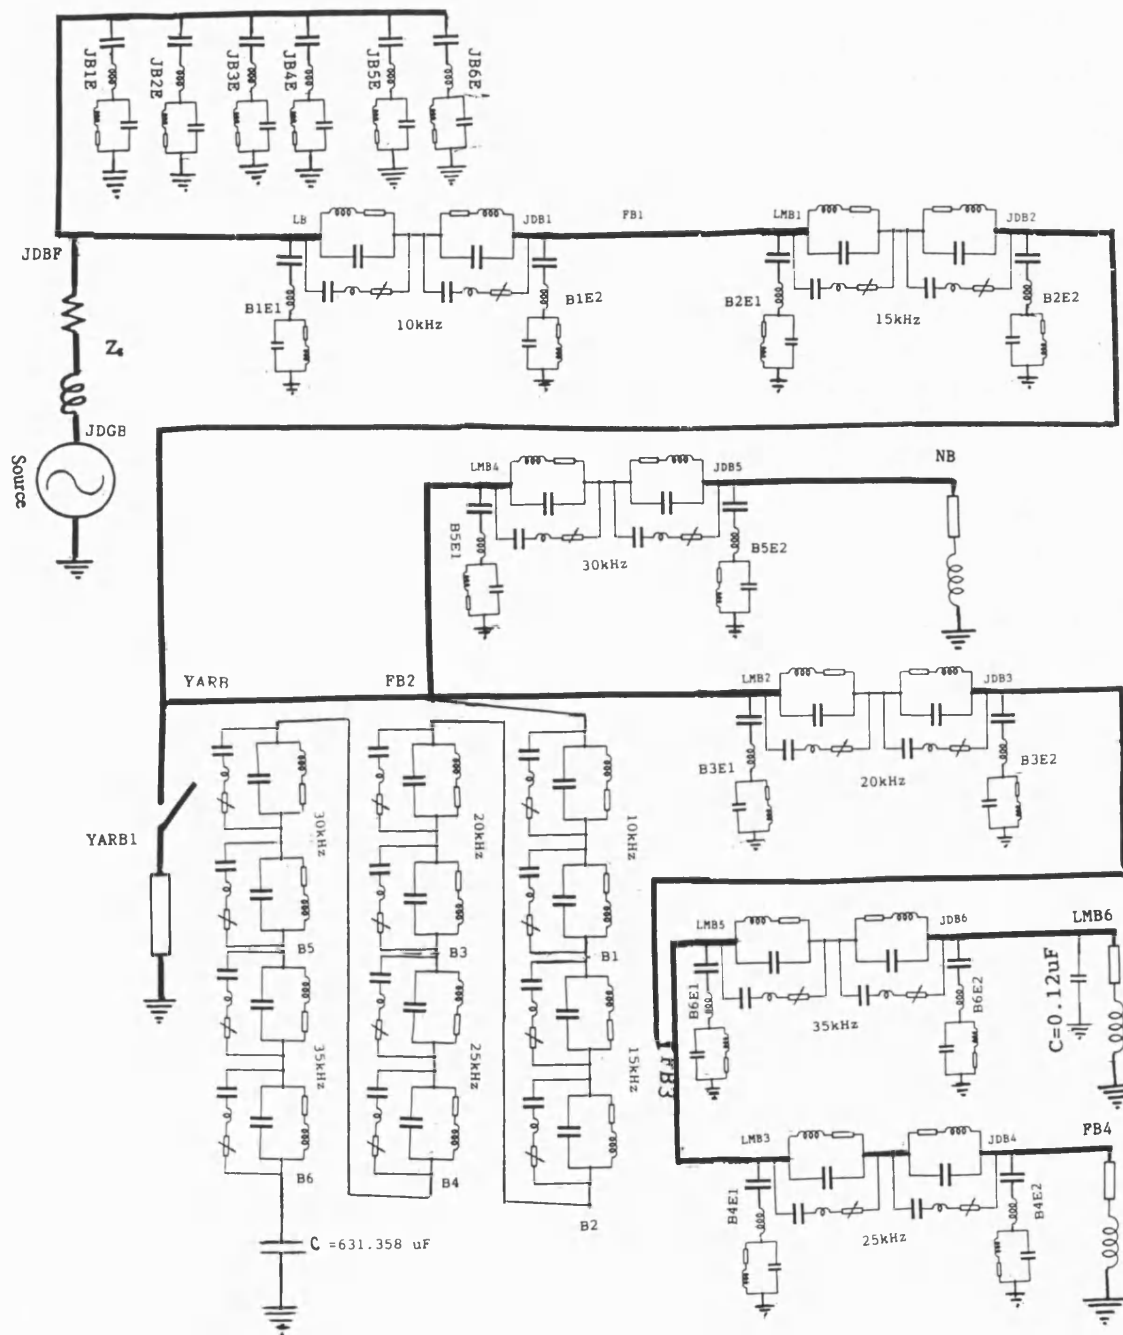 JB1E
JB2E
JB3E
JB4E
JB5E
JB6E
LB
JDB1
FB1
LMB1
JDB2
JDBF
B1E1
10kHz
B1E2
B2E1
15kHz
B2E2
Zs
JDGB
Source
LMB4
JDB5
NB
B5E1
30kHz
B5E2
YARB
FB2
LMB2
JDB3
B3E1
20kHz
B3E2
YARB1
30kHz
20kHz
10kHz
B5
B3
B1
35kHz
25kHz
15kHz
B6
B4
B2
C =631.358 uF
LMB5
JDB6
LMB6
B6E1
35kHz
B6E2
C=0.12uF
FB3
LMB3
JDB4
FB4
B4E1
25kHz
B4E2